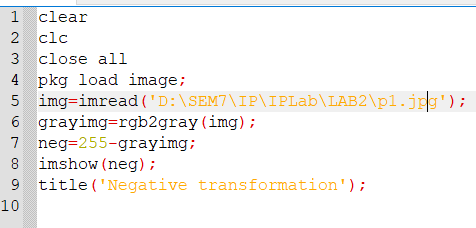 1 clear
2 clc
3 close all
4 pkg load image;
5 img=imread('D:\SEM7\IP\IPLab\LAB2\p1.jpg');
6 grayimg=rgb2gray(img);
7 neg=255-grayimg;
8 imshow(neg);
9 title('Negative transformation');
10